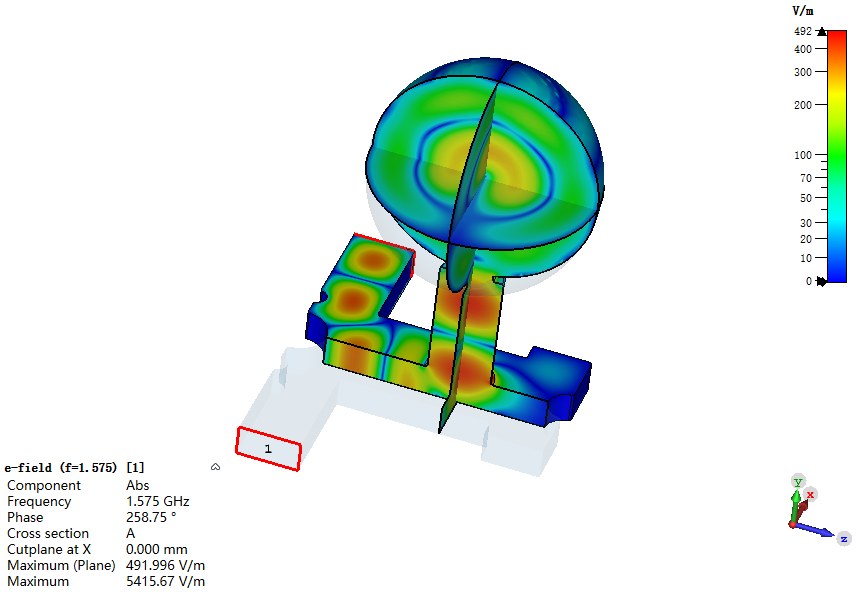 V/m
492
400
300
200
100
70
50
30
20
10
0
1
e-field (f=1.575) [1]
Component Abs
Frequency 1.575 GHz
Phase 258.75 °
Cross section A
Cutplane at X 0.000 mm
Maximum (Plane) 491.996 V/m
Maximum 5415.67 V/m
y
x
z